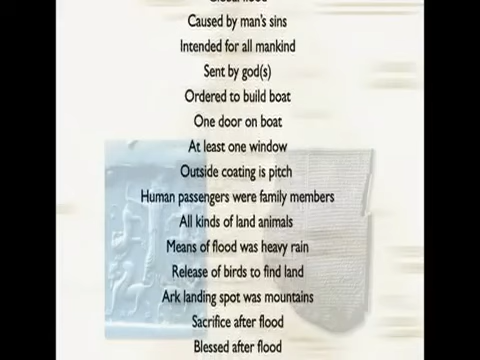 Global flood
Caused by man's sins
Intended for all mankind
Sent by god(s)
Ordered to build boat
One door on boat
At least one window
Outside coating is pitch
Human passengers were family members
All kinds of land animals
Means of flood was heavy rain
Release of birds to find land
Ark landing spot was mountains
Sacrifice after flood
Blessed after flood